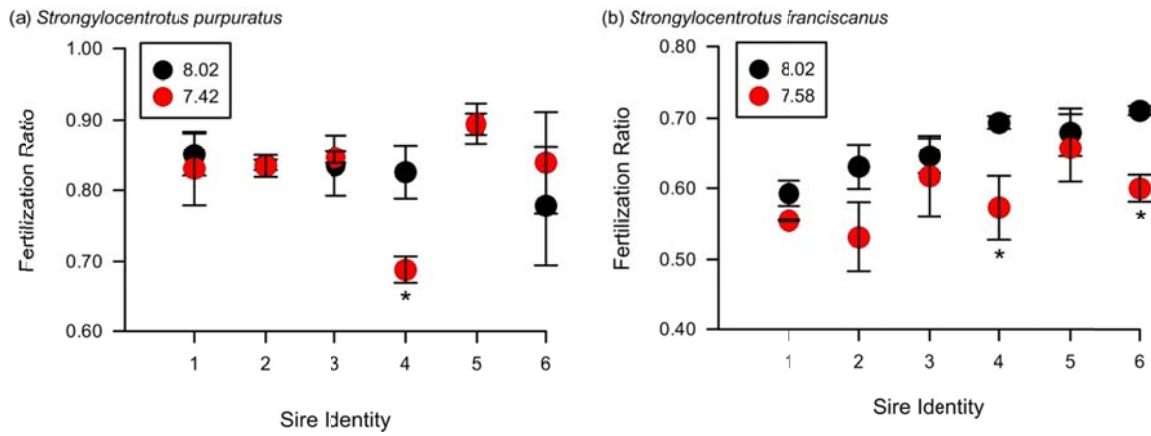 (a) Strongylocentrotus purpuratus
1.00
0.90
0.80
0.70
0.60
Fertilization Ratio
8.02
7.42
*
1 2 3 4 5 6
Sire Identity
(b) Strongylocentrotus franciscanus
0.80
0.70
0.60
0.50
0.40
Fertilization Ratio
8.02
7.58
*
*
1 2 3 4 5 6
Sire Identity